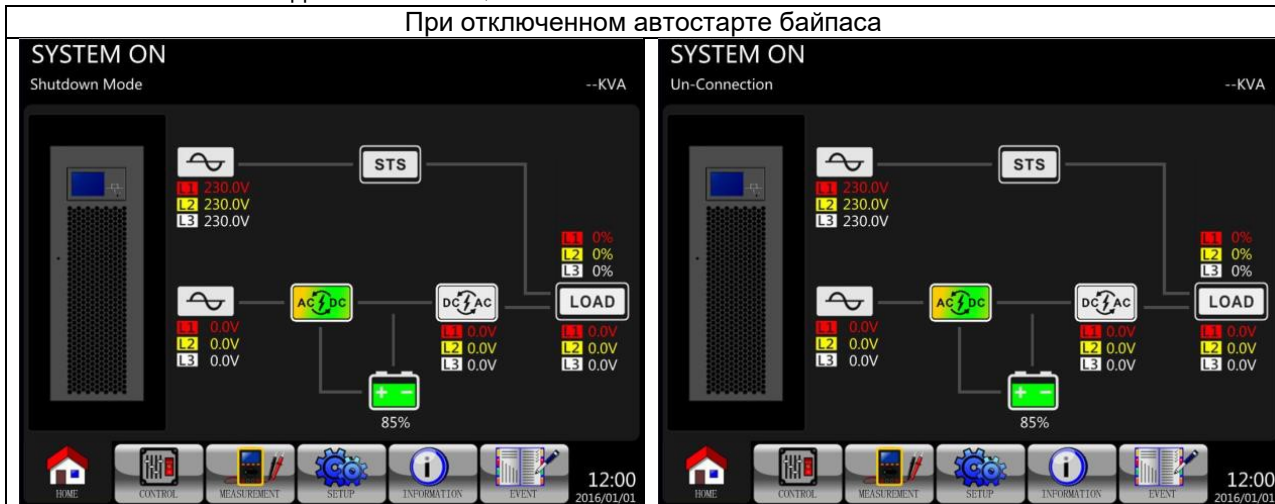 При отключенном автостарте байпаса
SYSTEM ON
Shutdown Mode
--KVA
STS
L1 230.0V
L2 230.0V
L3 230.0V
L1 0%
L2 0%
L3 0%
AC DC
DC AC
LOAD
L1 0.0V
L2 0.0V
L3 0.0V
L1 0.0V
L2 0.0V
L3 0.0V
L1 0.0V
L2 0.0V
L3 0.0V
+ -
85%
HOME
CONTROL
MEASUREMENT
SETUP
INFORMATION
EVENT
12:00
2016/01/01
SYSTEM ON
Un-Connection
--KVA
STS
L1 230.0V
L2 230.0V
L3 230.0V
L1 0%
L2 0%
L3 0%
AC DC
DC AC
LOAD
L1 0.0V
L2 0.0V
L3 0.0V
L1 0.0V
L2 0.0V
L3 0.0V
L1 0.0V
L2 0.0V
L3 0.0V
+ -
85%
HOME
CONTROL
MEASUREMENT
SETUP
INFORMATION
EVENT
12:00
2016/01/01